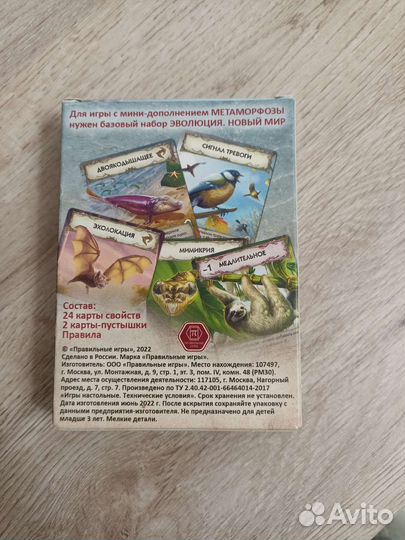 Для игры с мини-дополнением МЕТАМОРФОЗЫ
нужен базовый набор ЭВОЛЮЦИЯ. НОВЫЙ МИР
ДВОЯКОДЫШАЩЕЕ
СИГНАЛ ТРЕВОГИ
ЭХОЛОКАЦИЯ
МИМИКРИЯ
-1 МЕДЛИТЕЛЬНОЕ
Состав:
24 карты свойств
2 карты-пустышки
Правила
© «Правильные игры», 2022
Сделано в России. Марка «Правильные игры».
Изготовитель: ООО «Правильные игры». Место нахождения: 107497,
г. Москва, ул. Монтажная, д. 9, стр. 1, эт. 3, пом. IV, комн. 48 (РМ30).
Адрес места осуществления деятельности: 117105, г. Москва, Нагорный
проезд, д. 7, стр. 7. Произведено по ТУ 2.40.42-001-66464014-2017
«Игры настольные. Технические условия». Срок хранения не установлен.
Дата изготовления июнь 2022 г. После вскрытия сохраняйте упаковку с
данными предприятия-изготовителя. Не предназначено для детей
младше 3 лет. Мелкие детали.
Avito